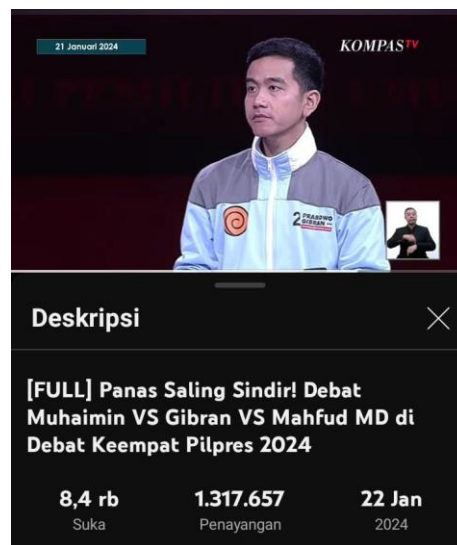 21 Januari 2024
KOMPASTV
2 PRABOWO
GIBRAN
Deskripsi
[FULL] Panas Saling Sindir! Debat
Muhaimin VS Gibran VS Mahfud MD di
Debat Keempat Pilpres 2024
8,4 rb 1.317.657 22 Jan
Suka Penayangan 2024